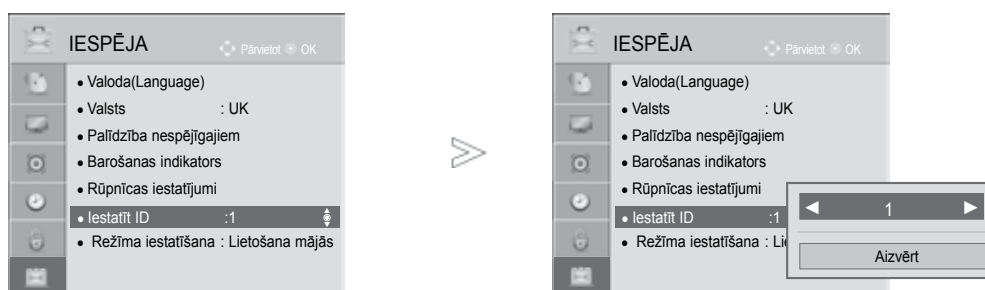 IESPĒJA Pārvietot OK
• Valoda(Language)
• Valsts : UK
• Palīdzība nespējīgajiem
• Barošanas indikators
• Rūpnīcas iestatījumi
• Iestatīt ID :1
• Režīma iestatīšana : Lietošana mājās
IESPĒJA Pārvietot OK
• Valoda(Language)
• Valsts : UK
• Palīdzība nespējīgajiem
• Barošanas indikators
• Rūpnīcas iestatījumi
• Iestatīt ID :1
• Režīma iestatīšana : Li
◄ 1 ►
Aizvērt